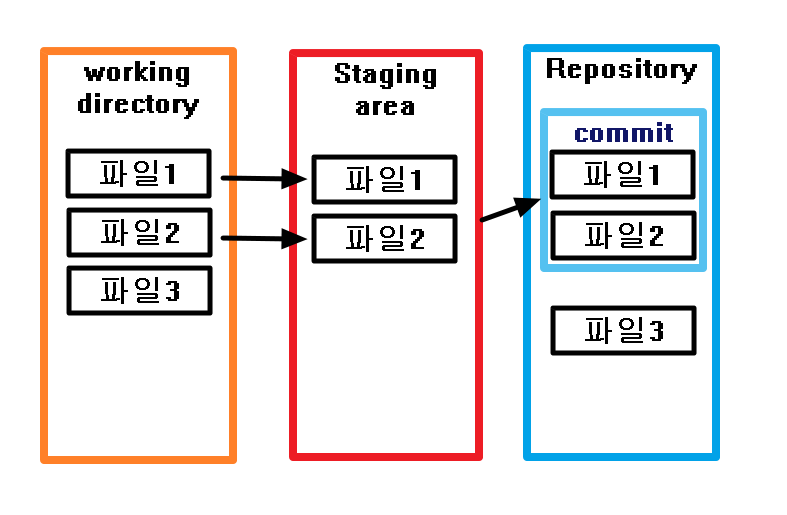 working
directory
파일1
파일2
파일3
Staging
area
파일1
파일2
Repository
commit
파일1
파일2
파일3